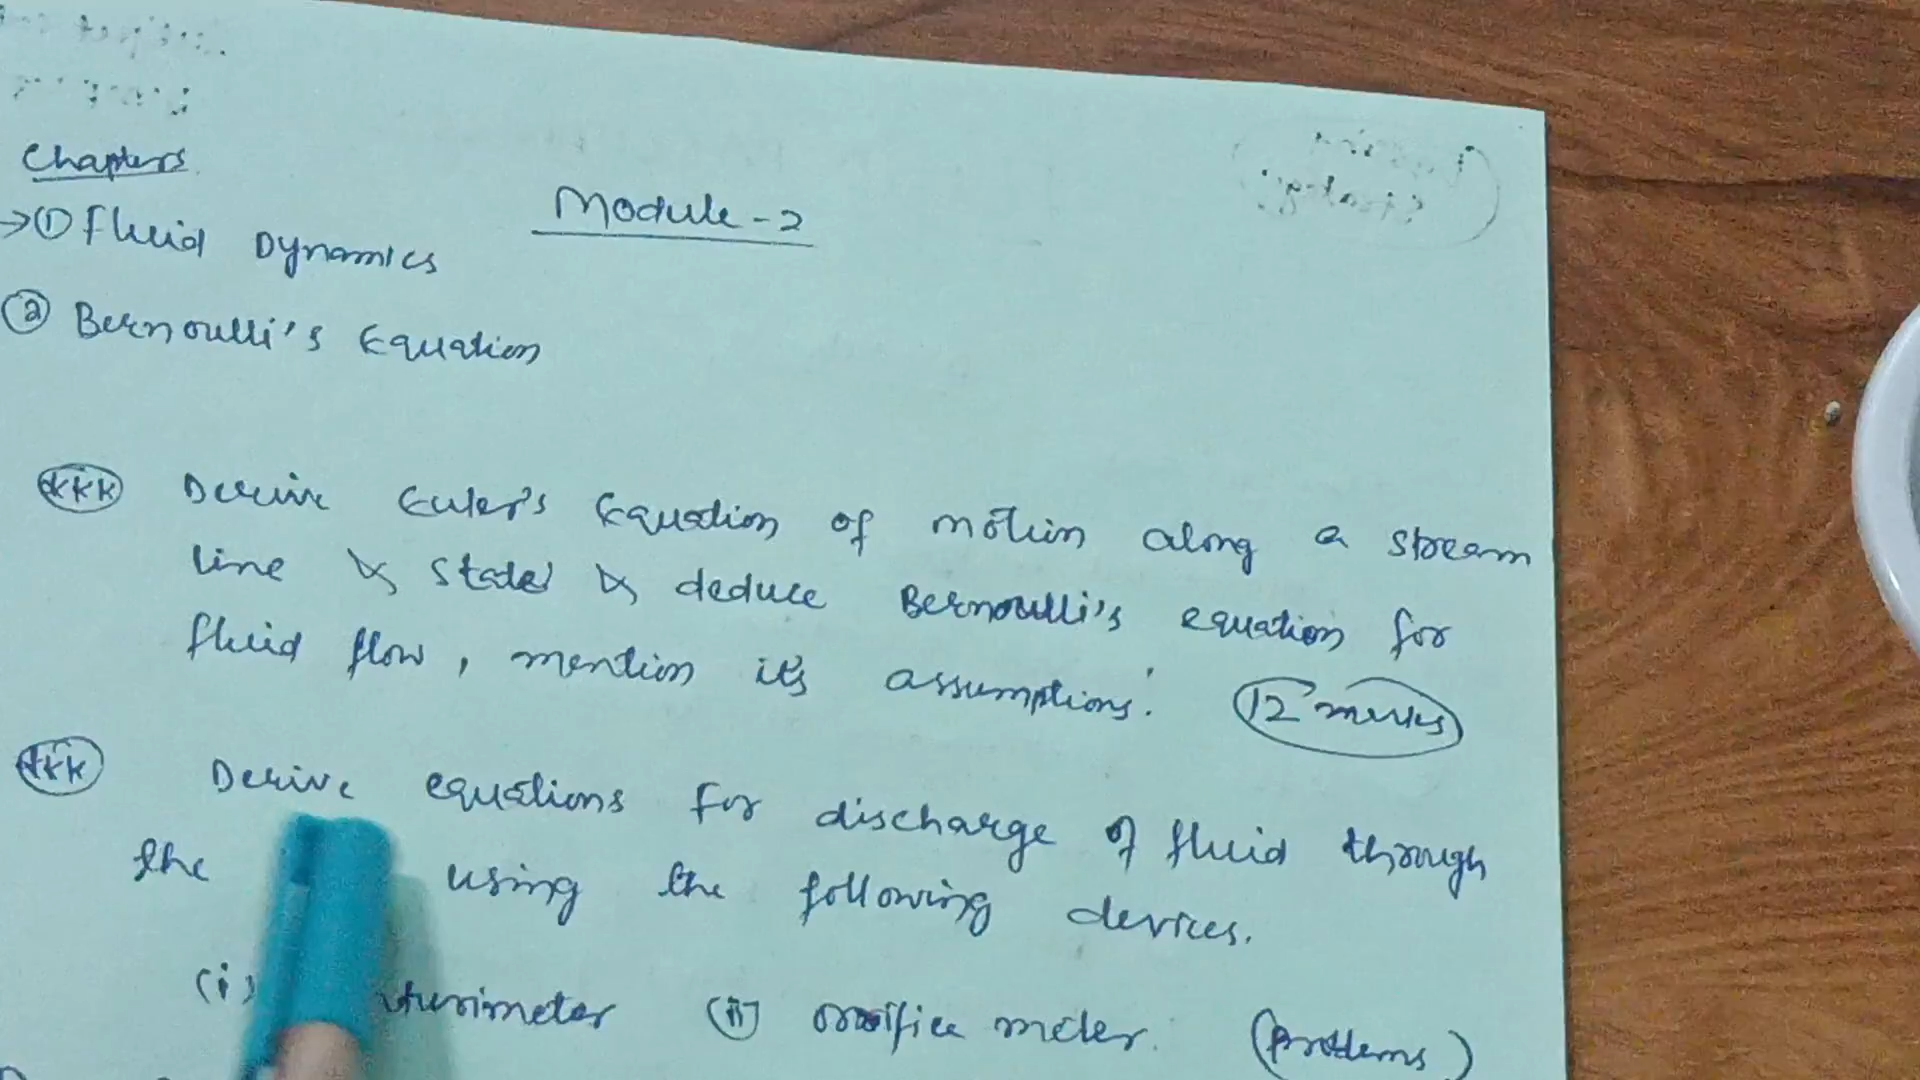 Chapters
→① Fluid Dynamics
Module-2
② Bernoulli's Equation
Derive Euler's Equation of motion along a stream
line & state & deduce Bernoulli's equation for
fluid flow, mention it's assumptions. 12 marks
Derive equations for discharge of fluid through
the using the following devices.
(i) turimeter (ii) orifice meter. (Problems)